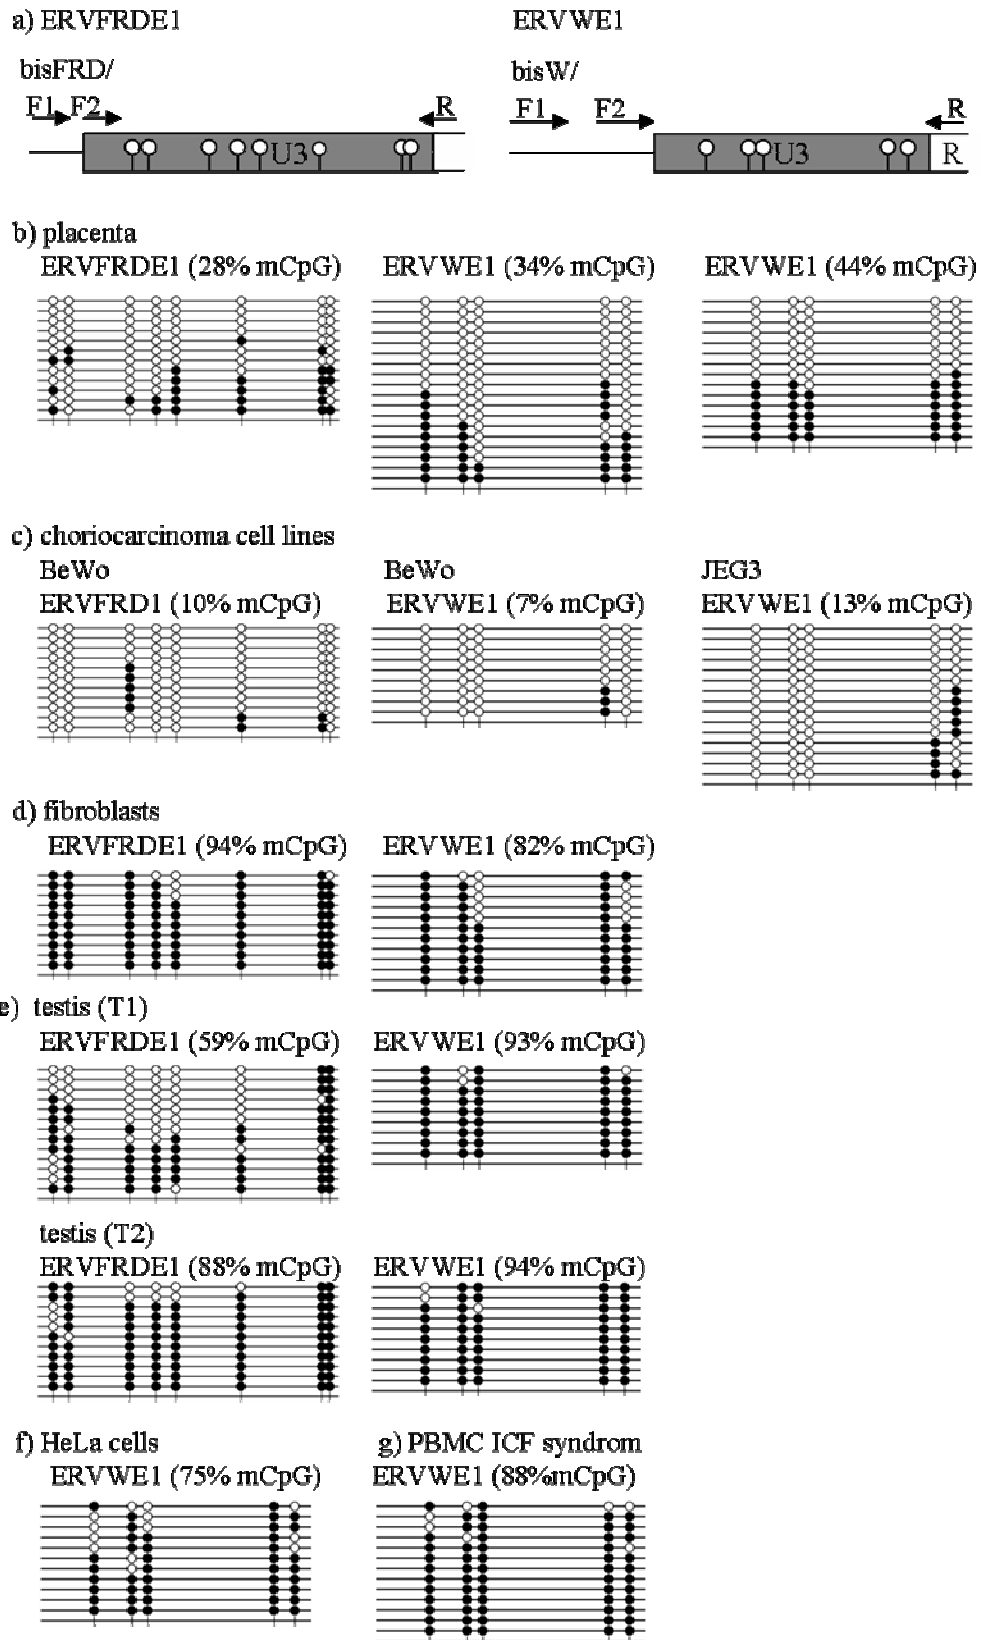 a) ERVFRDE1 ERVWE1
bisFRD/ bisW/
F1 F2 R F1 F2 R
U3 U3 R
b) placenta
ERVFRDE1 (28% mCpG) ERVWE1 (34% mCpG) ERVWE1 (44% mCpG)
c) choriocarcinoma cell lines
BeWo BeWo JEG3
ERVFRD1 (10% mCpG) ERVWE1 (7% mCpG) ERVWE1 (13% mCpG)
d) fibroblasts
ERVFRDE1 (94% mCpG) ERVWE1 (82% mCpG)
e) testis (T1)
ERVFRDE1 (59% mCpG) ERVWE1 (93% mCpG)
testis (T2)
ERVFRDE1 (88% mCpG) ERVWE1 (94% mCpG)
f) HeLa cells g) PBMC ICF syndrom
ERVWE1 (75% mCpG) ERVWE1 (88%mCpG)